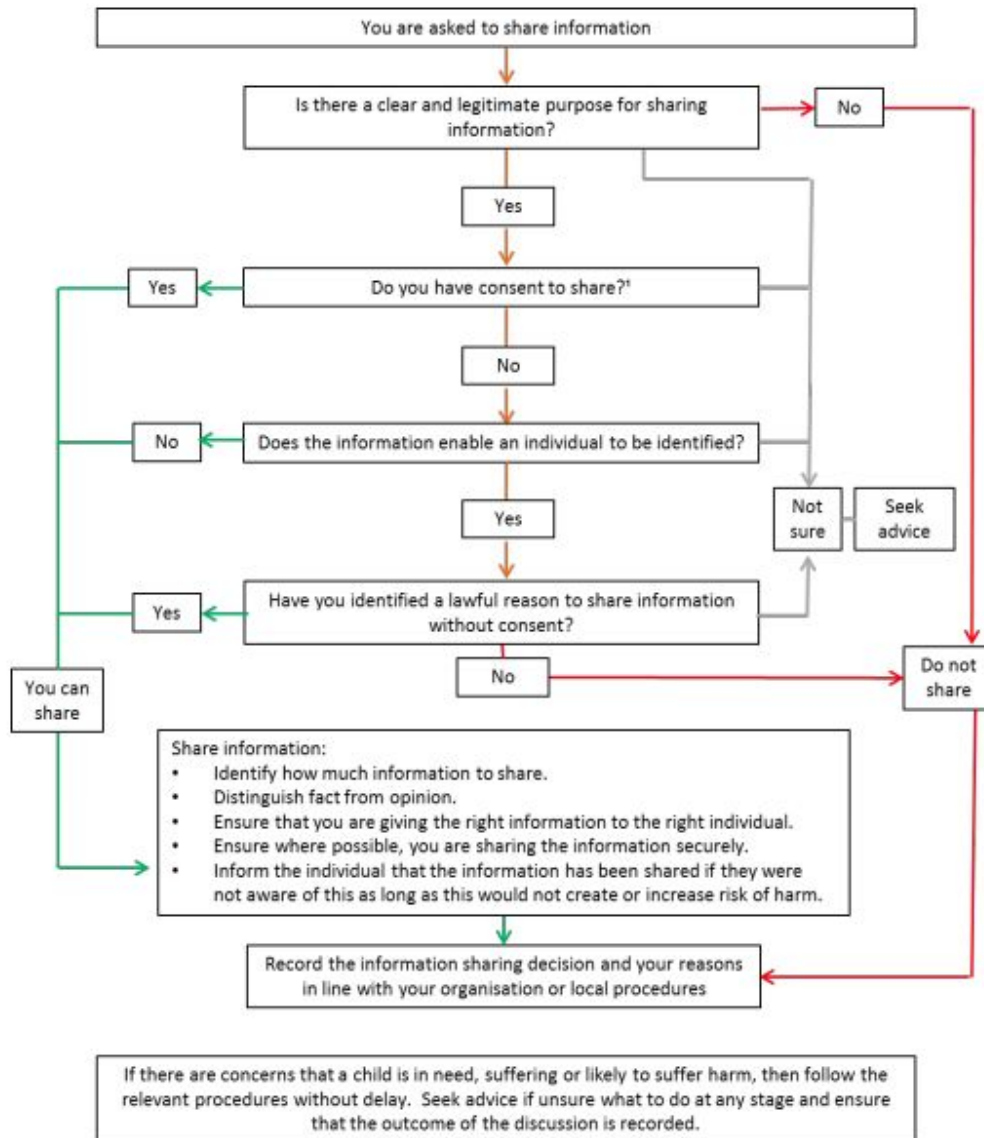 You are asked to share information
Is there a clear and legitimate purpose for sharing
information?
No
Yes
Yes
Do you have consent to share?¹
No
No
Does the information enable an individual to be identified?
Yes
Not
sure
Seek
advice
Yes
Have you identified a lawful reason to share information
without consent?
No
You can
share
Do not
share
Share information:
• Identify how much information to share.
• Distinguish fact from opinion.
• Ensure that you are giving the right information to the right individual.
• Ensure where possible, you are sharing the information securely.
• Inform the individual that the information has been shared if they were
not aware of this as long as this would not create or increase risk of harm.
Record the information sharing decision and your reasons
in line with your organisation or local procedures
If there are concerns that a child is in need, suffering or likely to suffer harm, then follow the
relevant procedures without delay. Seek advice if unsure what to do at any stage and ensure
that the outcome of the discussion is recorded.